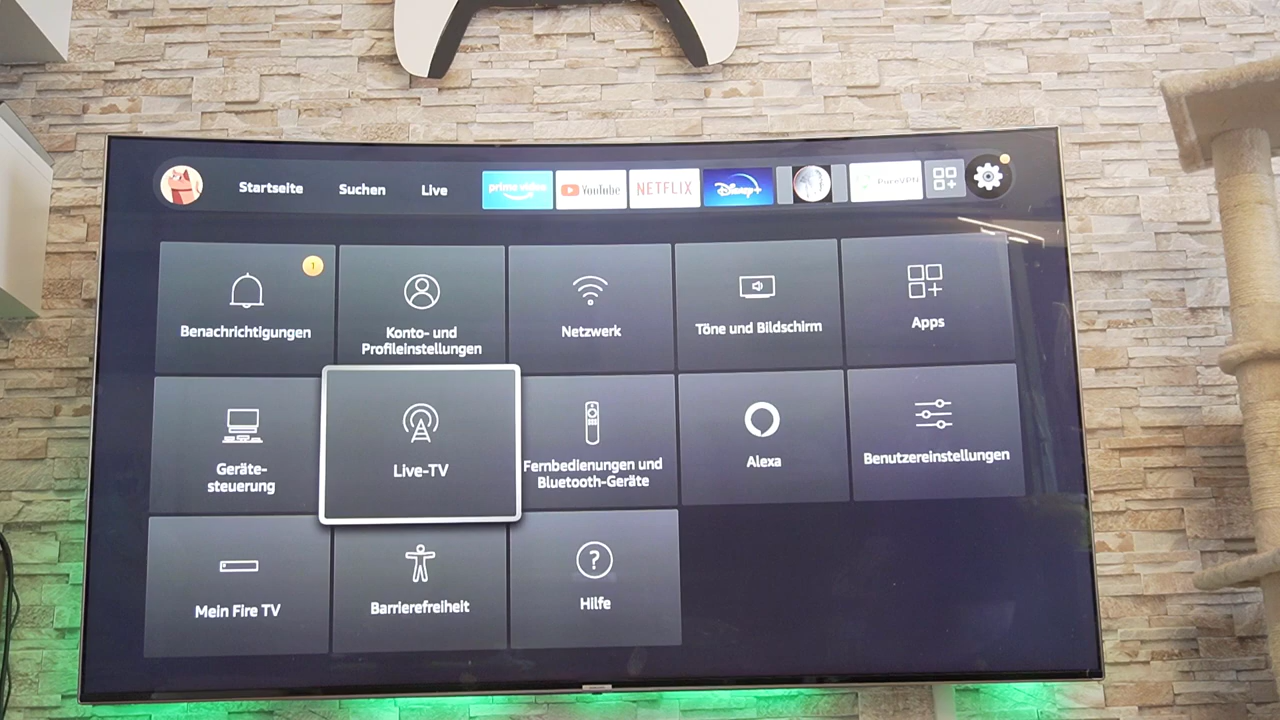 Startseite
Suchen
Live
prime video
YouTube
NETFLIX
Disney+
PureVPN
1
Benachrichtigungen
Konto- und
Profileinstellungen
Netzwerk
Töne und Bildschirm
Apps
Geräte-
steuerung
Live-TV
Fernbedienungen und
Bluetooth-Geräte
Alexa
Benutzereinstellungen
Mein Fire TV
Barrierefreiheit
?
Hilfe